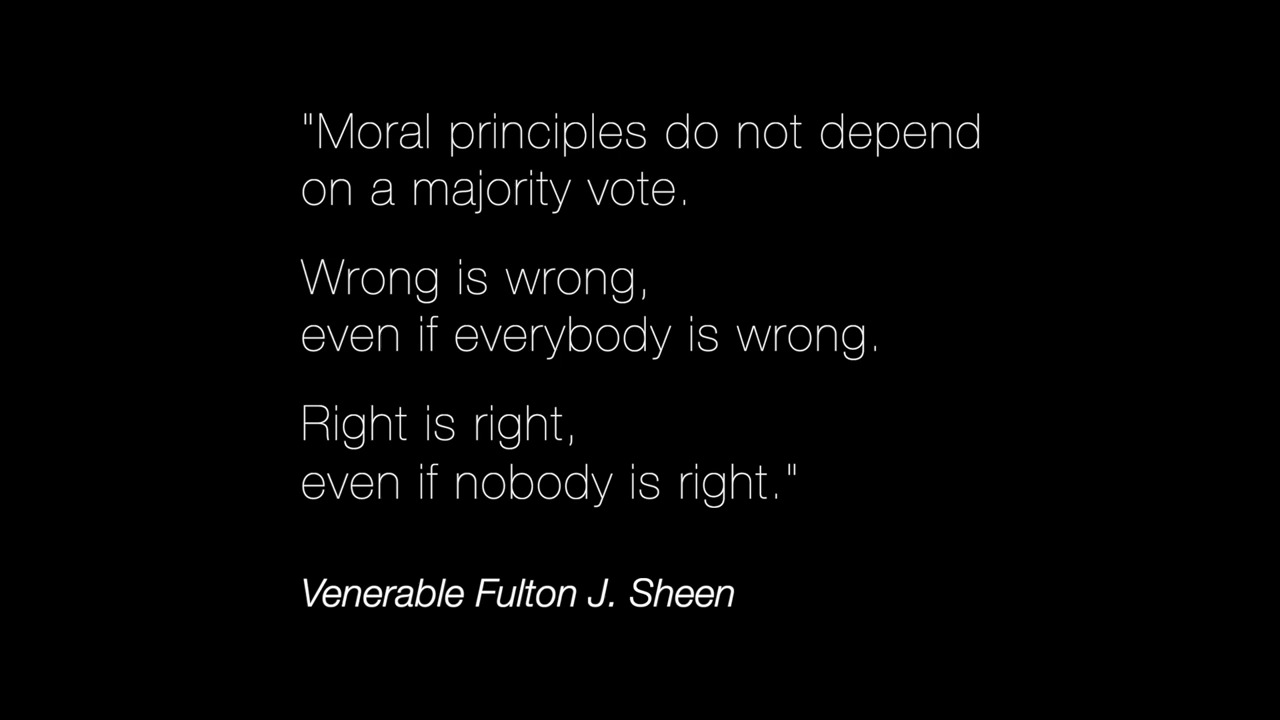 "Moral principles do not depend
on a majority vote.
Wrong is wrong,
even if everybody is wrong.
Right is right,
even if nobody is right."
Venerable Fulton J. Sheen